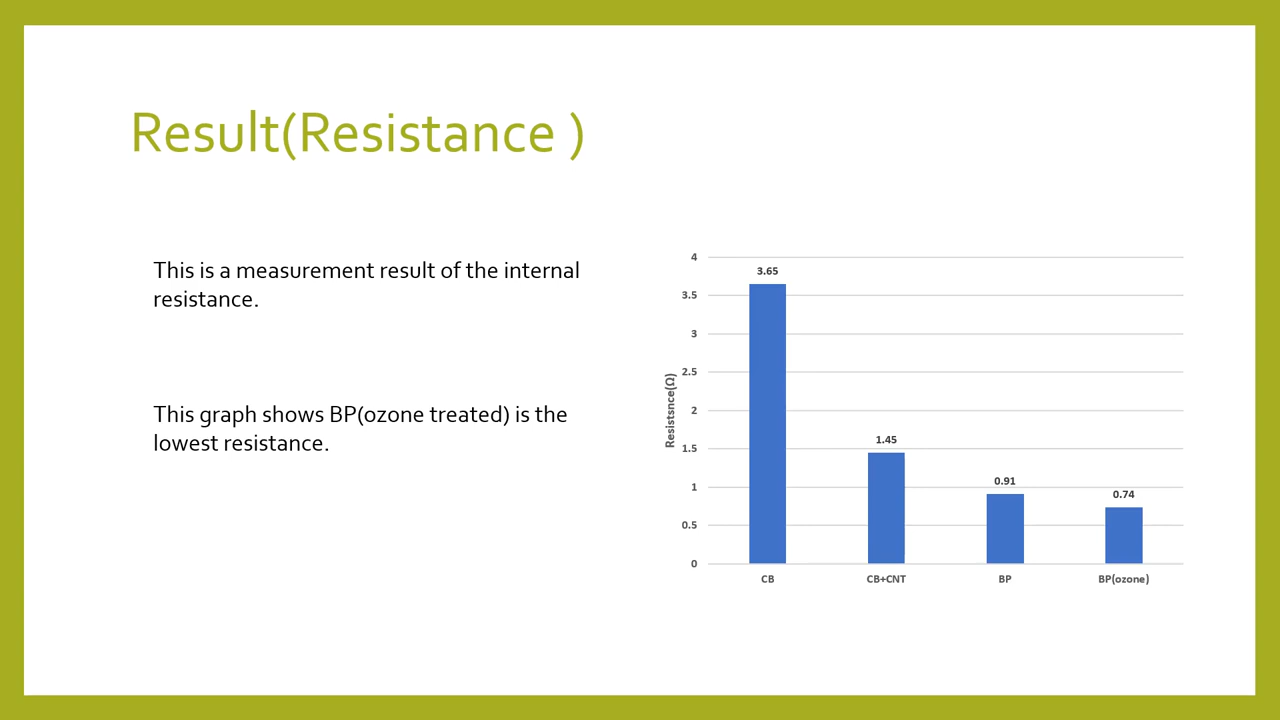 Result(Resistance )
This is a measurement result of the internal
resistance.
This graph shows BP(ozone treated) is the
lowest resistance.
Resistsnce(Ω)
4
3.5
3
2.5
2
1.5
1
0.5
0
3.65
1.45
0.91
0.74
CB
CB+CNT
BP
BP(ozone)